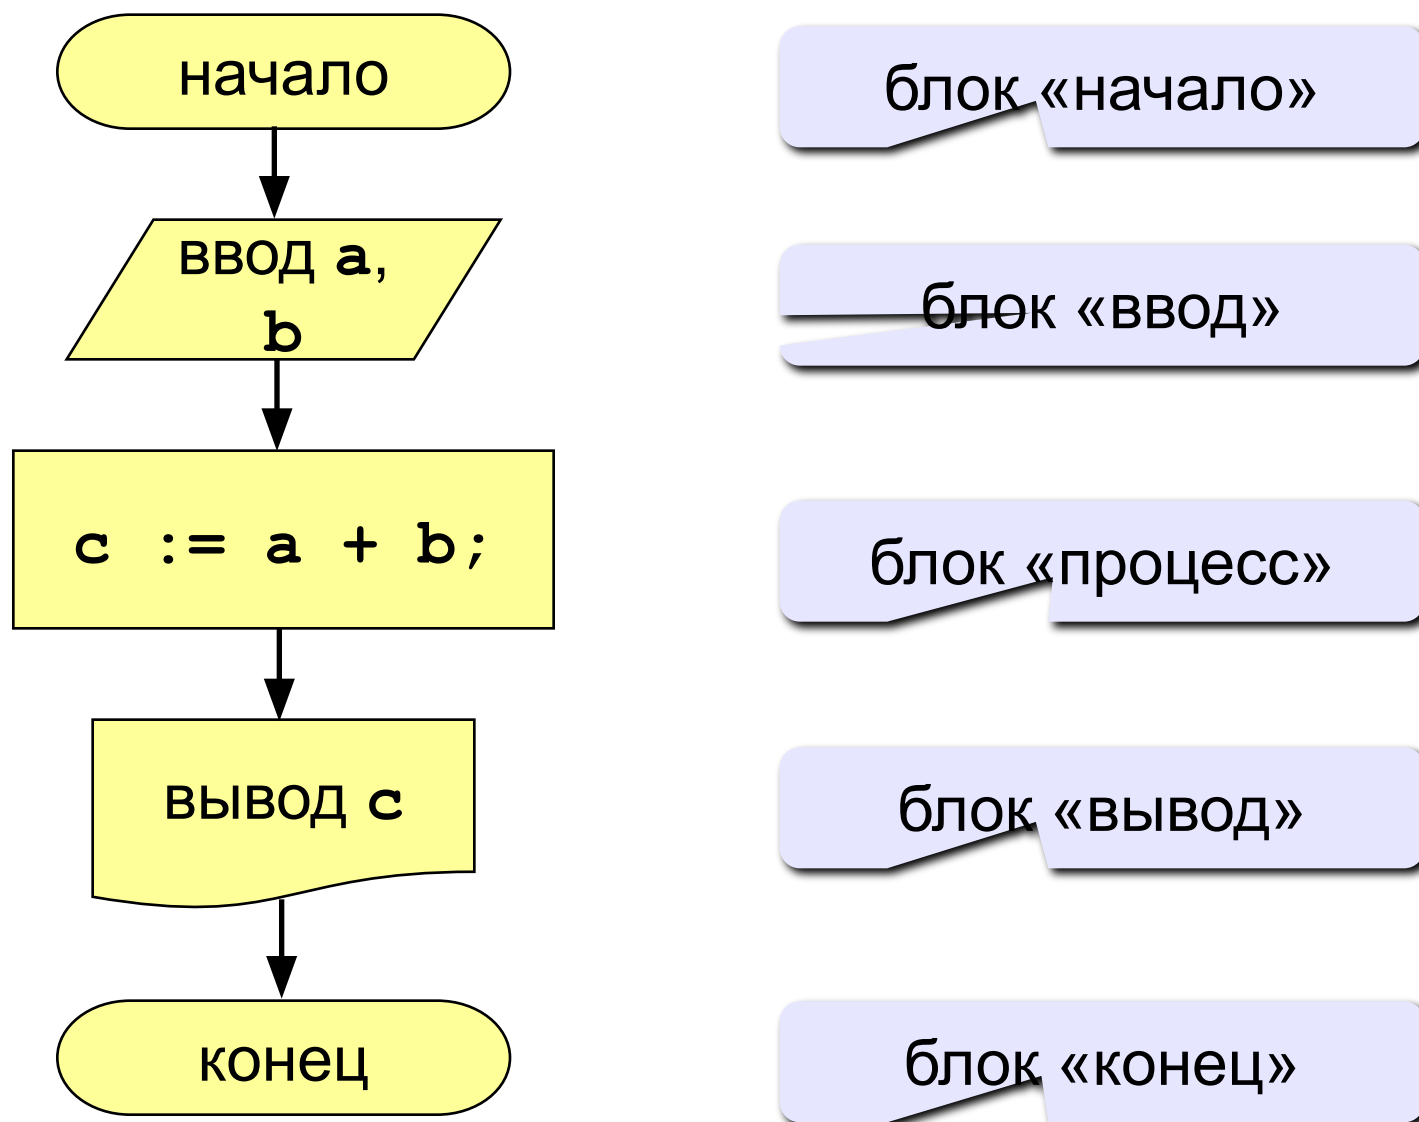 начало
блок «начало»
ввод a,
b
блок «ввод»
c := a + b;
блок «процесс»
вывод c
блок «вывод»
конец
блок «конец»